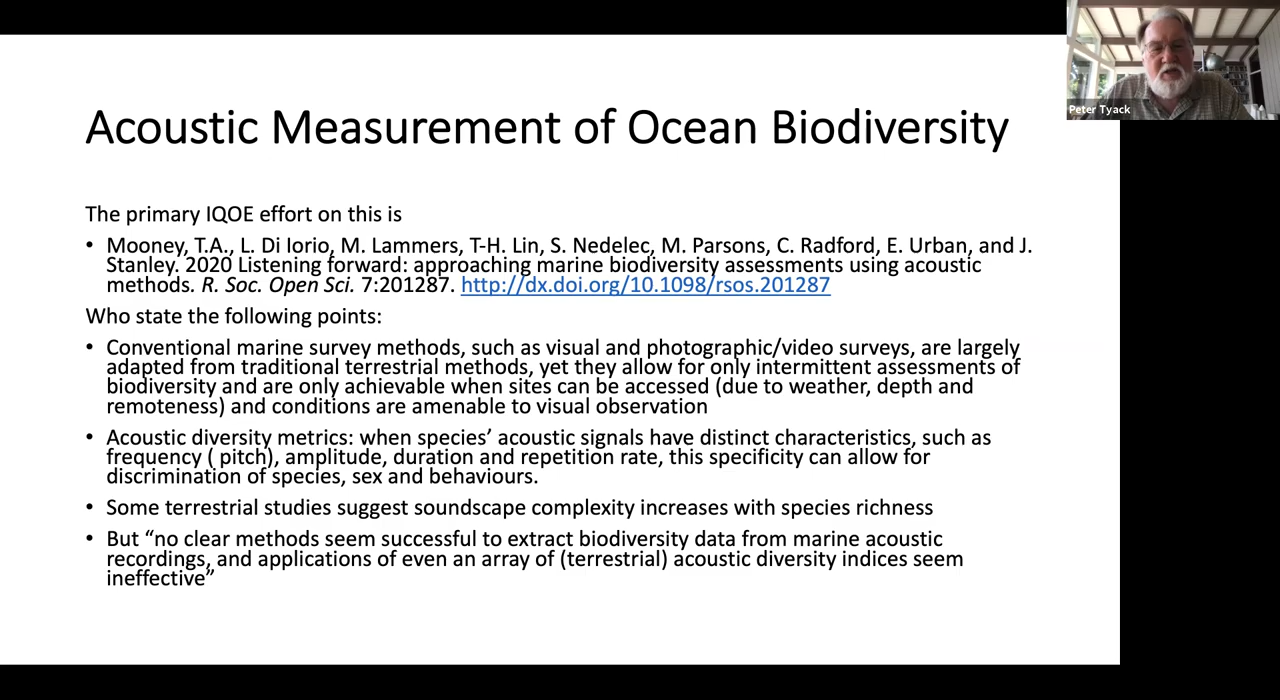 Acoustic Measurement of Ocean Biodiversity
Peter Tyack
The primary IQOE effort on this is
• Mooney, T.A., L. Di Iorio, M. Lammers, T-H. Lin, S. Nedelec, M. Parsons, C. Radford, E. Urban, and J.
Stanley. 2020 Listening forward: approaching marine biodiversity assessments using acoustic
methods. R. Soc. Open Sci. 7:201287. http://dx.doi.org/10.1098/rsos.201287
Who state the following points:
• Conventional marine survey methods, such as visual and photographic/video surveys, are largely
adapted from traditional terrestrial methods, yet they allow for only intermittent assessments of
biodiversity and are only achievable when sites can be accessed (due to weather, depth and
remoteness) and conditions are amenable to visual observation
• Acoustic diversity metrics: when species’ acoustic signals have distinct characteristics, such as
frequency ( pitch), amplitude, duration and repetition rate, this specificity can allow for
discrimination of species, sex and behaviours.
• Some terrestrial studies suggest soundscape complexity increases with species richness
• But “no clear methods seem successful to extract biodiversity data from marine acoustic
recordings, and applications of even an array of (terrestrial) acoustic diversity indices seem
ineffective”